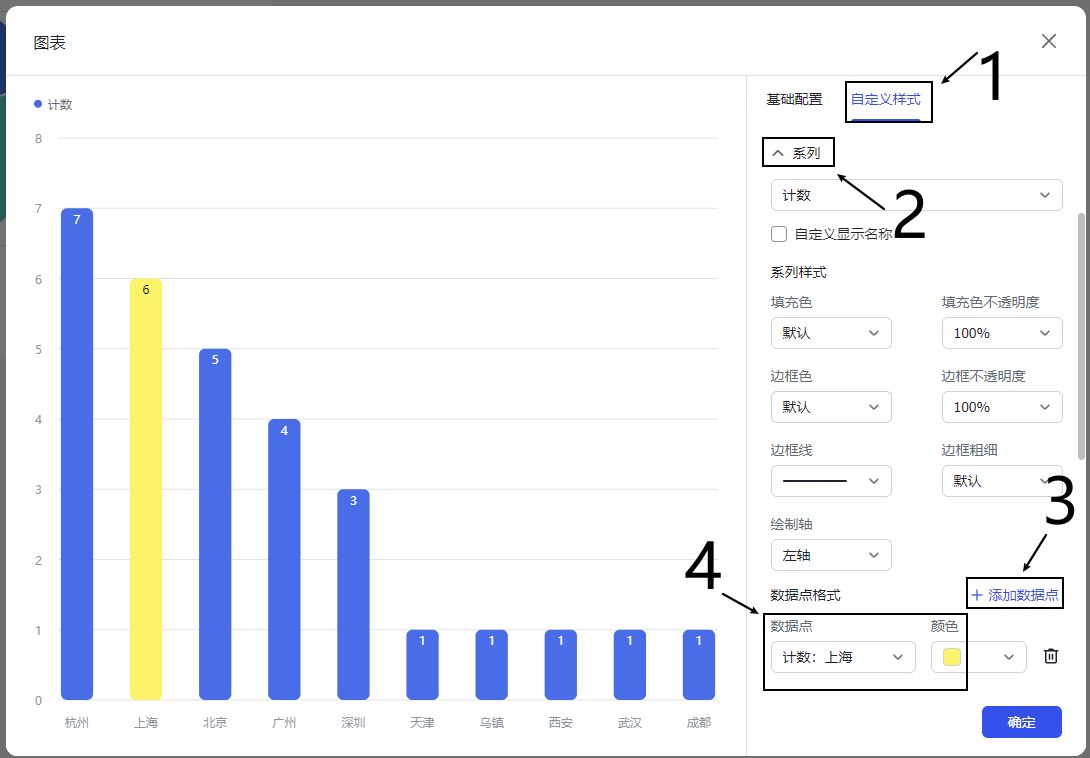 图表
计数
8
7
6
5
4
3
2
1
0
7
6
5
4
3
1
1
1
1
1
杭州 上海 北京 广州 深圳 天津 乌镇 西安 武汉 成都
基础配置 自定义样式
1
系列
2
计数
自定义显示名称
系列样式
填充色 填充色不透明度
默认 100%
边框色 边框不透明度
默认 100%
边框线 边框粗细
默认
3
绘制轴
左轴
4
数据点格式 + 添加数据点
数据点 颜色
计数：上海
确定